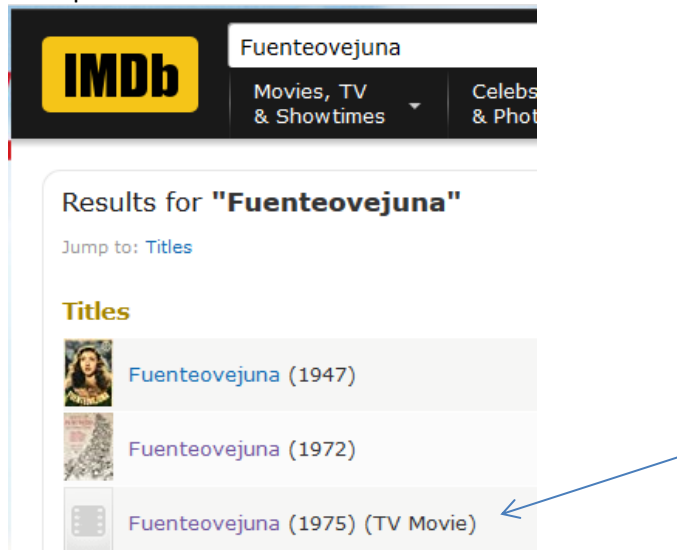 Fuenteovejuna
IMDb
Movies, TV
& Showtimes
Celebs
& Phot
Results for "Fuenteovejuna"
Jump to: Titles
Titles
Fuenteovejuna (1947)
Fuenteovejuna (1972)
Fuenteovejuna (1975) (TV Movie)